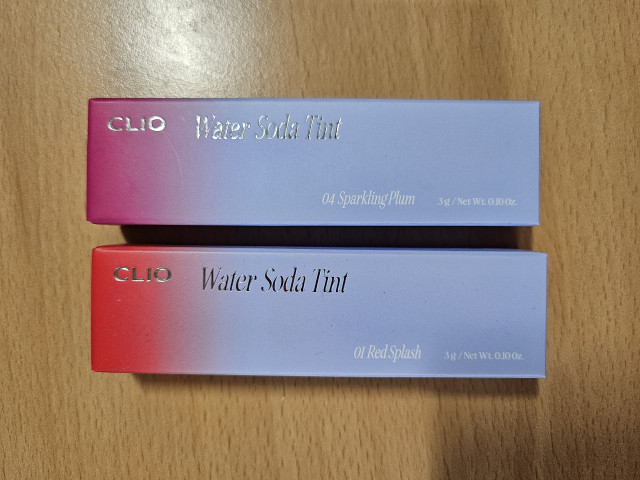 CLIO Water Soda Tint
04 Sparkling Plum 3 g / Net Wt. 0.10 Oz.
CLIO Water Soda Tint
01 Red Splash 3 g / Net Wt. 0.10 Oz.